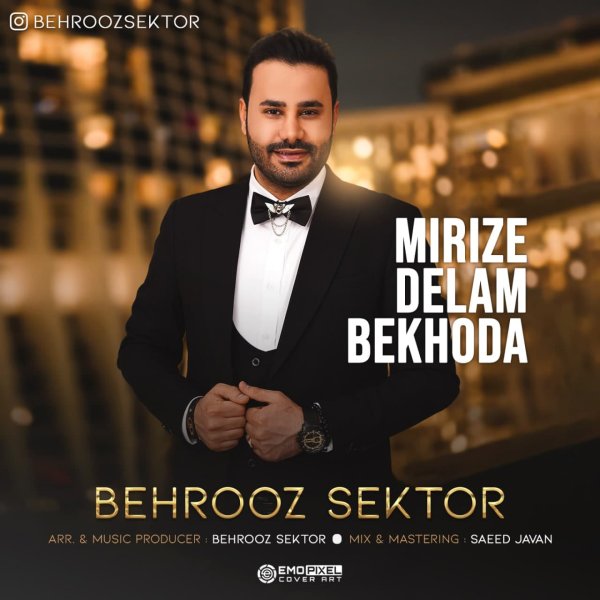 BEHROOZSEKTOR
MIRIZE
DELAM
BEKHODA
BEHROOZ SEKTOR
ARR. & MUSIC PRODUCER : BEHROOZ SEKTOR MIX & MASTERING : SAEED JAVAN
EMOPIXEL
COVER ART